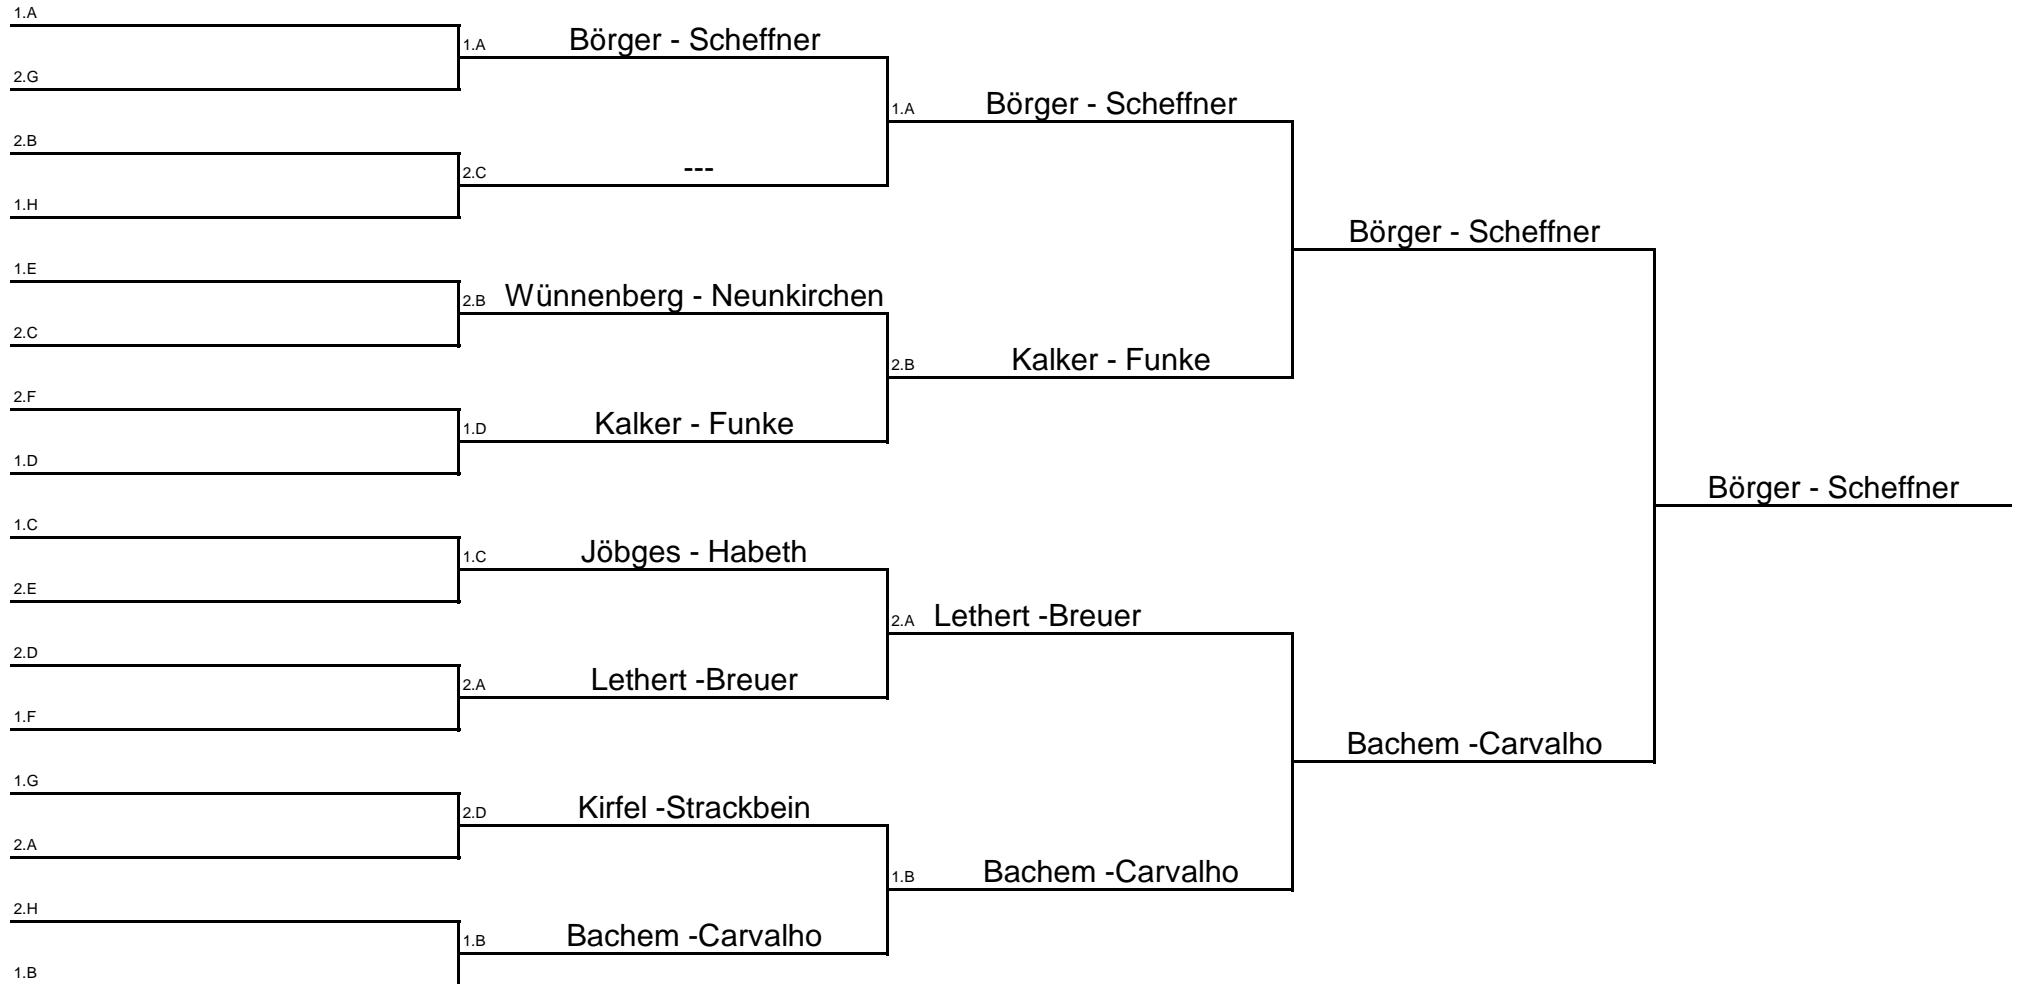 1.A
1.A Börger - Scheffner
2.G
1.A Börger - Scheffner
2.B
2.C ---
1.H
Börger - Scheffner
1.E
2.B Wünnenberg - Neunkirchen
2.C
2.B Kalker - Funke
2.F
1.D Kalker - Funke
1.D
Börger - Scheffner
1.C
1.C Jöbges - Habeth
2.E
2.A Lethert -Breuer
2.D
2.A Lethert -Breuer
1.F
Bachem -Carvalho
1.G
2.D Kirfel -Strackbein
2.A
1.B Bachem -Carvalho
2.H
1.B Bachem -Carvalho
1.B